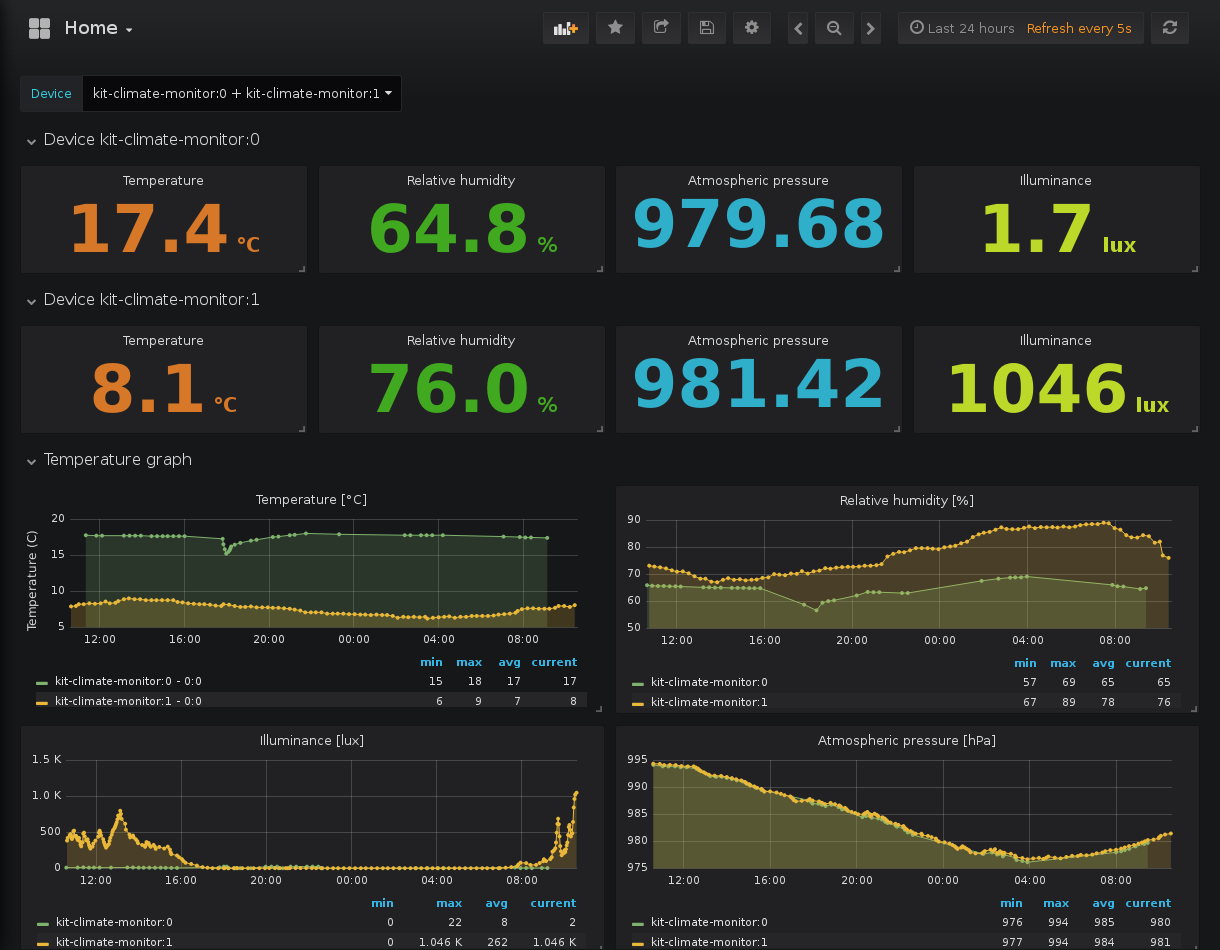 Home
Last 24 hours Refresh every 5s
Device kit-climate-monitor:0 + kit-climate-monitor:1
Device kit-climate-monitor:0
Temperature Relative humidity Atmospheric pressure Illuminance
17.4 °C 64.8 % 979.68 1.7 lux
Device kit-climate-monitor:1
Temperature Relative humidity Atmospheric pressure Illuminance
8.1 °C 76.0 % 981.42 1046 lux
Temperature graph
Temperature [°C]
Temperature (C)
20
15
10
5
12:00 16:00 20:00 00:00 04:00 08:00
min max avg current
kit-climate-monitor:0 - 0:0 15 18 17 17
kit-climate-monitor:1 - 0:0 6 9 7 8
Relative humidity [%]
90
80
70
60
50
12:00 16:00 20:00 00:00 04:00 08:00
min max avg current
kit-climate-monitor:0 57 69 65 65
kit-climate-monitor:1 67 89 78 76
Illuminance [lux]
1.5 K
1.0 K
500
0
12:00 16:00 20:00 00:00 04:00 08:00
min max avg current
kit-climate-monitor:0 0 22 8 2
kit-climate-monitor:1 0 1.046 K 262 1.046 K
Atmospheric pressure [hPa]
995
990
985
980
975
12:00 16:00 20:00 00:00 04:00 08:00
min max avg current
kit-climate-monitor:0 976 994 985 980
kit-climate-monitor:1 977 994 984 981